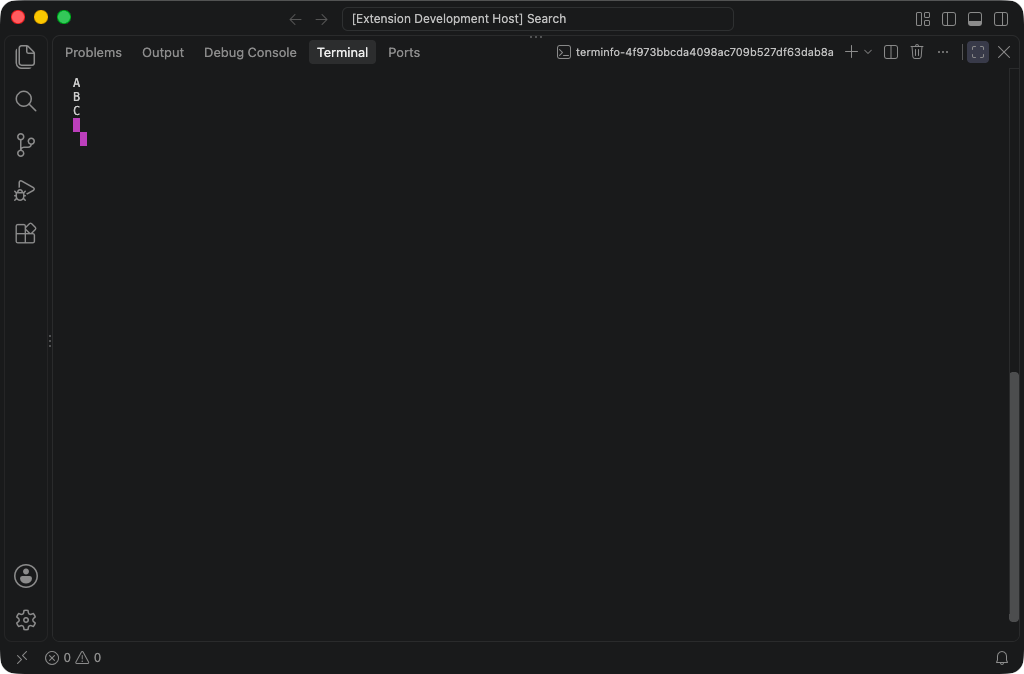 [Extension Development Host] Search
Problems Output Debug Console Terminal Ports terminfo-4f973bbcda4098ac709b527df63dab8a
A
B
C
0 0